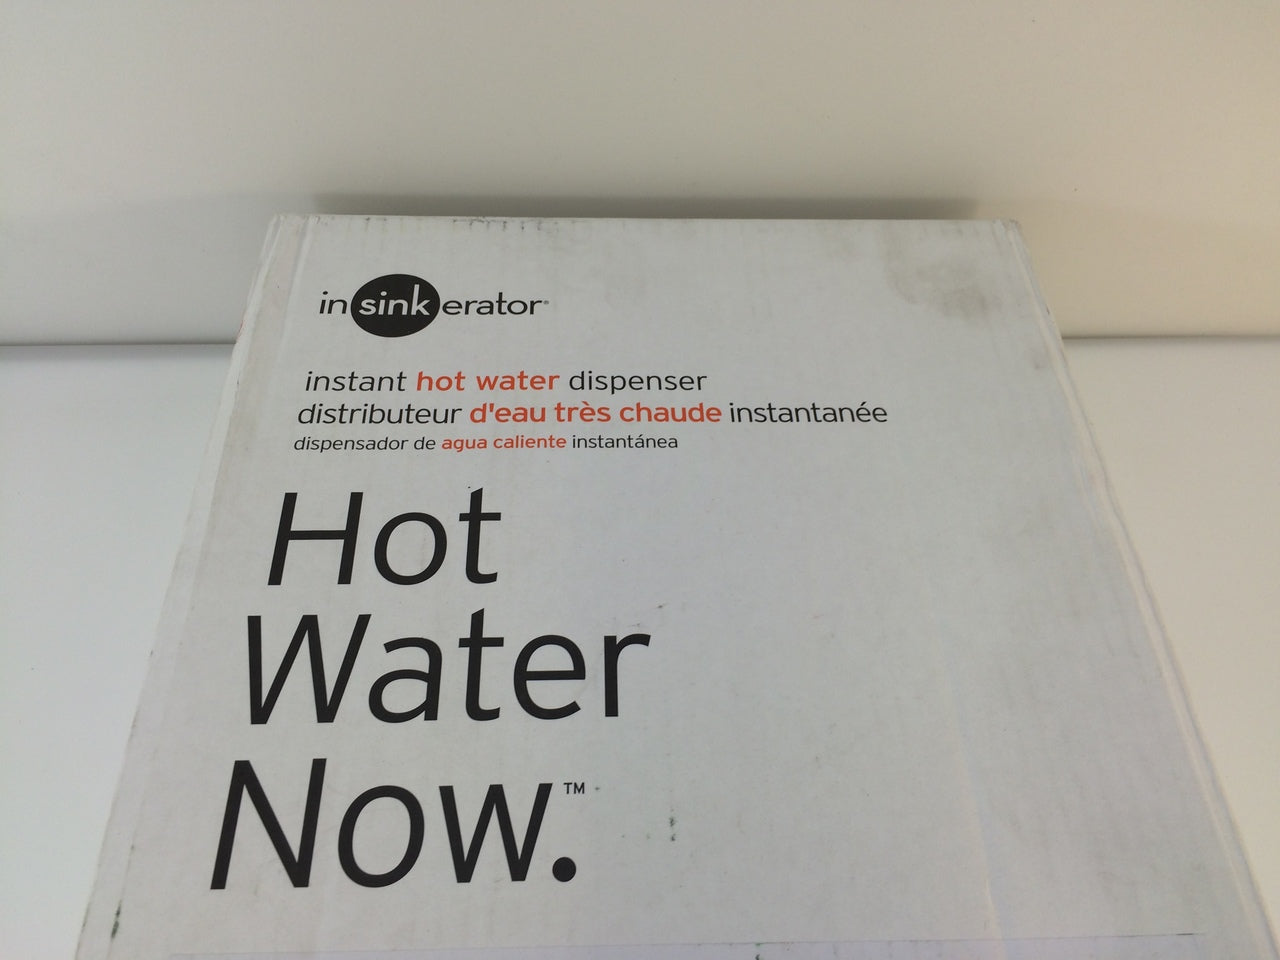 insinkerator®
instant hot water dispenser
distributeur d'eau très chaude instantanée
dispensador de agua caliente instantánea
Hot
Water
Now.™